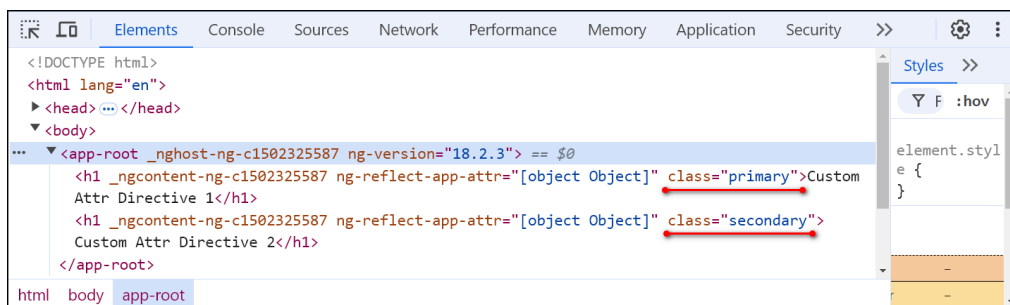 Elements Console Sources Network Performance Memory Application Security >>
<!DOCTYPE html>
<html lang="en">
<head> ··· </head>
<body>
··· <app-root _nghost-ng-c1502325587 ng-version="18.2.3"> == $0
<h1 _ngcontent-ng-c1502325587 ng-reflect-app-attr="[object Object]" class="primary">Custom
Attr Directive 1</h1>
<h1 _ngcontent-ng-c1502325587 ng-reflect-app-attr="[object Object]" class="secondary">
Custom Attr Directive 2</h1>
</app-root>
html body app-root
Styles >>
F :hov
element.styl
e {
}
-
-